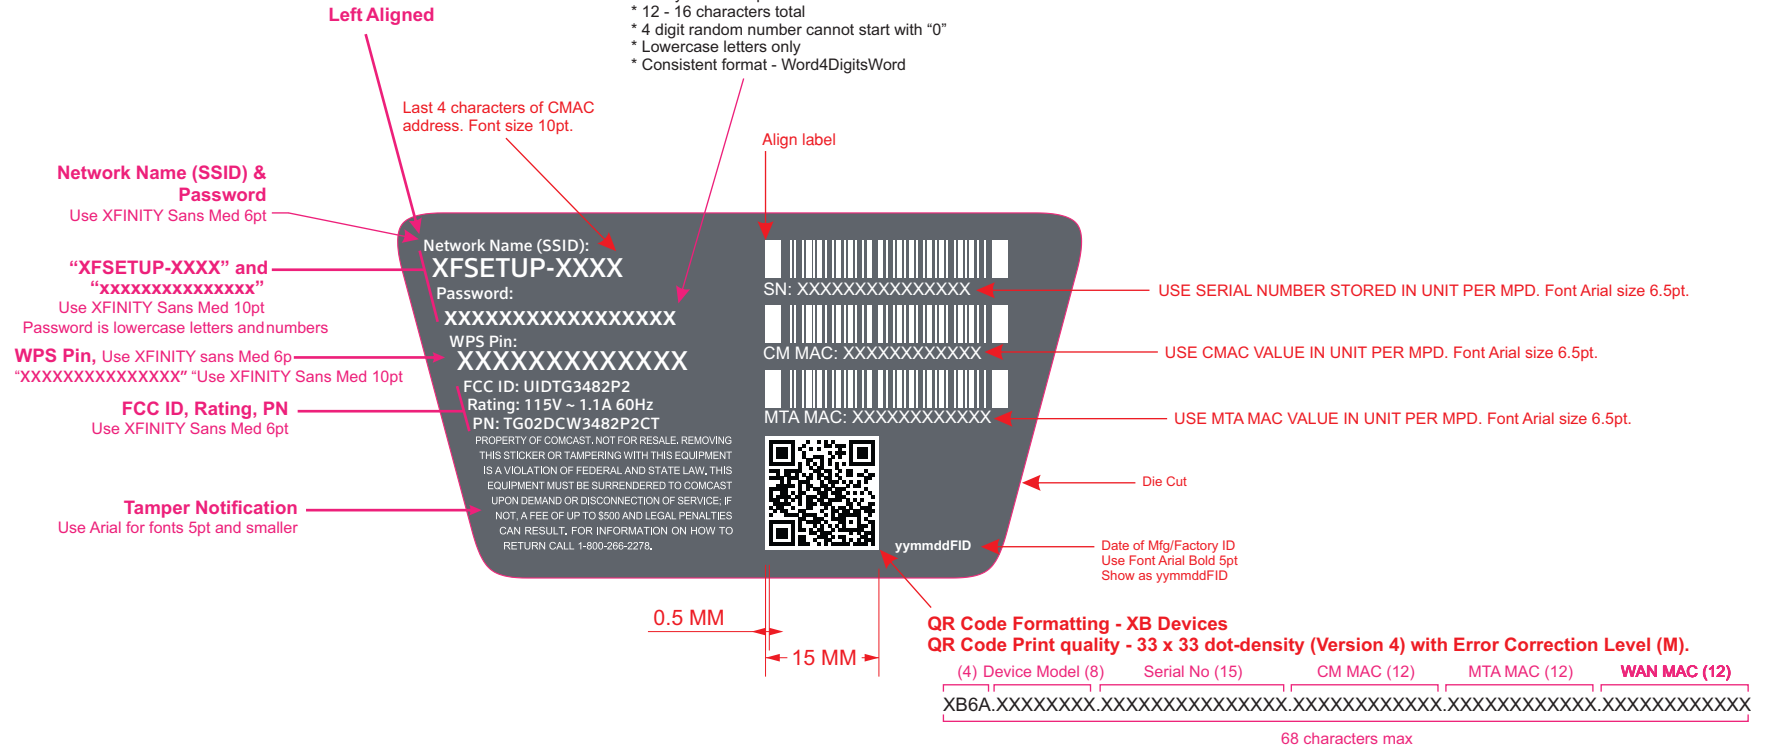 Left Aligned
* 12 - 16 characters total
* 4 digit random number cannot start with “0”
* Lowercase letters only
* Consistent format - Word4DigitsWord
Last 4 characters of CMAC
address. Font size 10pt.
Align label
Network Name (SSID) &
Password
Use XFINITY Sans Med 6pt
“XFSETUP-XXXX” and
“xxxxxxxxxxxxxxx”
Use XFINITY Sans Med 10pt
Password is lowercase letters andnumbers
WPS Pin, Use XFINITY sans Med 6p
“XXXXXXXXXXXXXXX” “Use XFINITY Sans Med 10pt
FCC ID, Rating, PN
Use XFINITY Sans Med 6pt
Tamper Notification
Use Arial for fonts 5pt and smaller
Network Name (SSID):
XFSETUP-XXXX
Password:
xxxxxxxxxxxxxxxxx
WPS Pin:
XXXXXXXXXXXXX
FCC ID: UIDTG3482P2
Rating: 115V ~ 1.1A 60Hz
PN: TG02DCW3482P2CT
PROPERTY OF COMCAST. NOT FOR RESALE. REMOVING
THIS STICKER OR TAMPERING WITH THIS EQUIPMENT
IS A VIOLATION OF FEDERAL AND STATE LAW, THIS
EQUIPMENT MUST BE SURRENDERED TO COMCAST
UPON DEMAND OR DISCONNECTION OF SERVICE; IF
NOT, A FEE OF UP TO $500 AND LEGAL PENALTIES
CAN RESULT. FOR INFORMATION ON HOW TO
RETURN CALL 1-800-266-2278.
SN: XXXXXXXXXXXXXXX
CM MAC: XXXXXXXXXXXX
MTA MAC: XXXXXXXXXXXX
yymmddFID
USE SERIAL NUMBER STORED IN UNIT PER MPD. Font Arial size 6.5pt.
USE CMAC VALUE IN UNIT PER MPD. Font Arial size 6.5pt.
USE MTA MAC VALUE IN UNIT PER MPD. Font Arial size 6.5pt.
Die Cut
Date of Mfg/Factory ID
Use Font Arial Bold 5pt
Show as yymmddFID
0.5 MM
15 MM
QR Code Formatting - XB Devices
QR Code Print quality - 33 x 33 dot-density (Version 4) with Error Correction Level (M).
(4) Device Model (8) Serial No (15) CM MAC (12) MTA MAC (12) WAN MAC (12)
XB6A.XXXXXXXX.XXXXXXXXXXXXXXX.XXXXXXXXXXXX.XXXXXXXXXXXX.XXXXXXXXXXXX
68 characters max